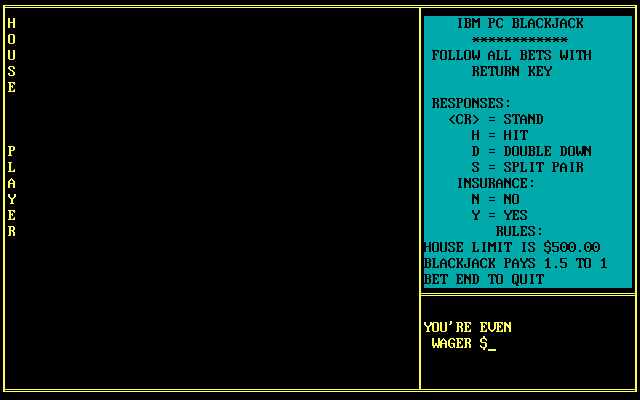 HOUSE
PLAYER
IBM PC BLACKJACK
************
FOLLOW ALL BETS WITH
RETURN KEY
RESPONSES:
<CR> = STAND
H = HIT
D = DOUBLE DOWN
S = SPLIT PAIR
INSURANCE:
N = NO
Y = YES
RULES:
HOUSE LIMIT IS $500.00
BLACKJACK PAYS 1.5 TO 1
BET END TO QUIT
YOU'RE EVEN
WAGER $_